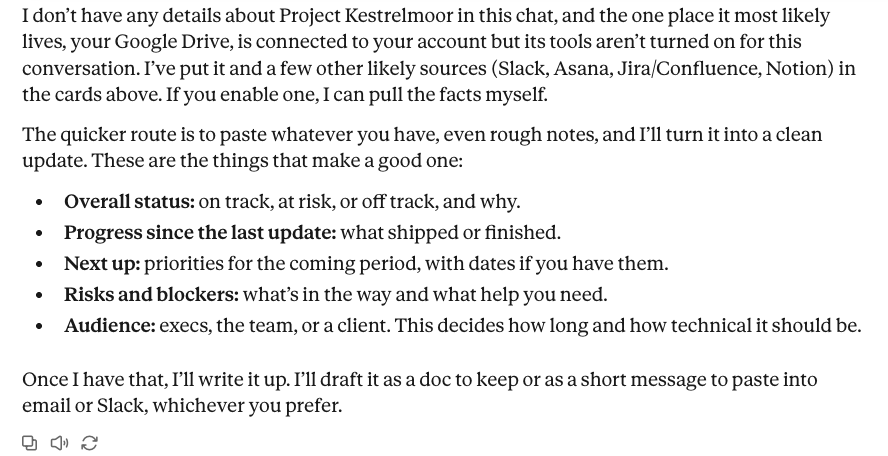 I don’t have any details about Project Kestrelmoor in this chat, and the one place it most likely
lives, your Google Drive, is connected to your account but its tools aren’t turned on for this
conversation. I’ve put it and a few other likely sources (Slack, Asana, Jira/Confluence, Notion) in
the cards above. If you enable one, I can pull the facts myself.
The quicker route is to paste whatever you have, even rough notes, and I’ll turn it into a clean
update. These are the things that make a good one:
• Overall status: on track, at risk, or off track, and why.
• Progress since the last update: what shipped or finished.
• Next up: priorities for the coming period, with dates if you have them.
• Risks and blockers: what’s in the way and what help you need.
• Audience: execs, the team, or a client. This decides how long and how technical it should be.
Once I have that, I’ll write it up. I’ll draft it as a doc to keep or as a short message to paste into
email or Slack, whichever you prefer.